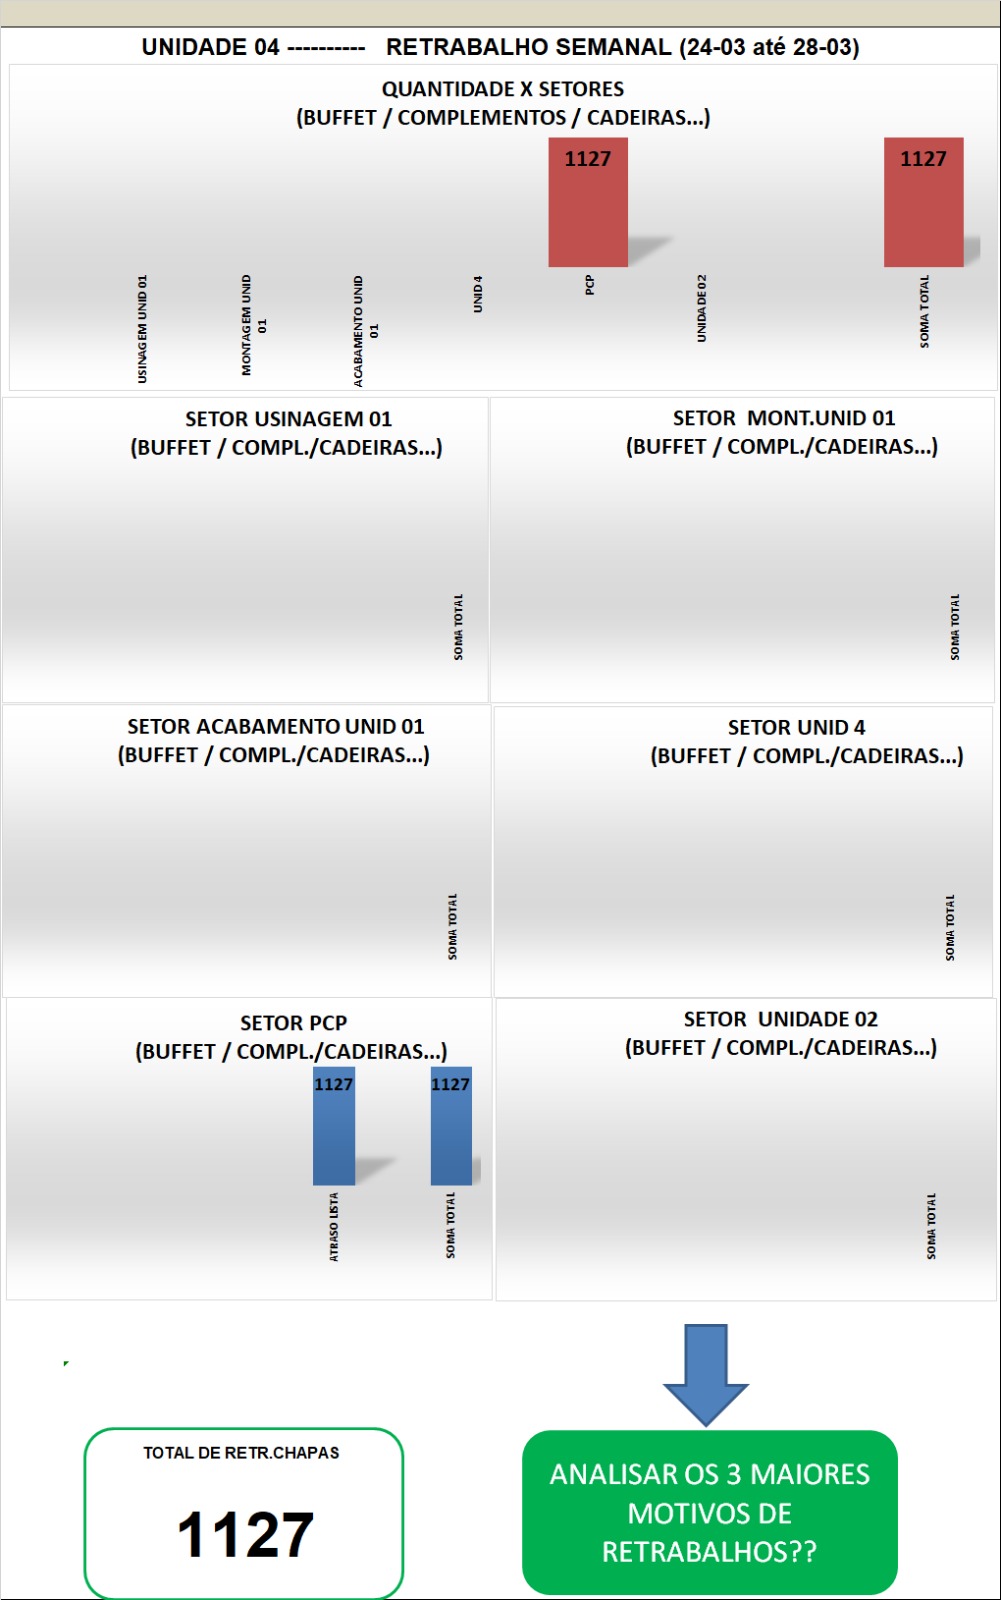 UNIDADE 04 ---------- RETRABALHO SEMANAL (24-03 até 28-03)
QUANTIDADE X SETORES
(BUFFET / COMPLEMENTOS / CADEIRAS...)
1127
1127
USINAGEM UNID 01
MONTAGEM UNID
01
ACABAMENTO UNID
01
UNID 4
PCP
UNIDADE 02
SOMA TOTAL
SETOR USINAGEM 01
(BUFFET / COMPL./CADEIRAS...)
SOMA TOTAL
SETOR MONT.UNID 01
(BUFFET / COMPL./CADEIRAS...)
SOMA TOTAL
SETOR ACABAMENTO UNID 01
(BUFFET / COMPL./CADEIRAS...)
SOMA TOTAL
SETOR UNID 4
(BUFFET / COMPL./CADEIRAS...)
SOMA TOTAL
SETOR PCP
(BUFFET / COMPL./CADEIRAS...)
1127
1127
ATRASO LISTA
SOMA TOTAL
SETOR UNIDADE 02
(BUFFET / COMPL./CADEIRAS...)
SOMA TOTAL
TOTAL DE RETR.CHAPAS
1127
ANALISAR OS 3 MAIORES
MOTIVOS DE
RETRABALHOS??